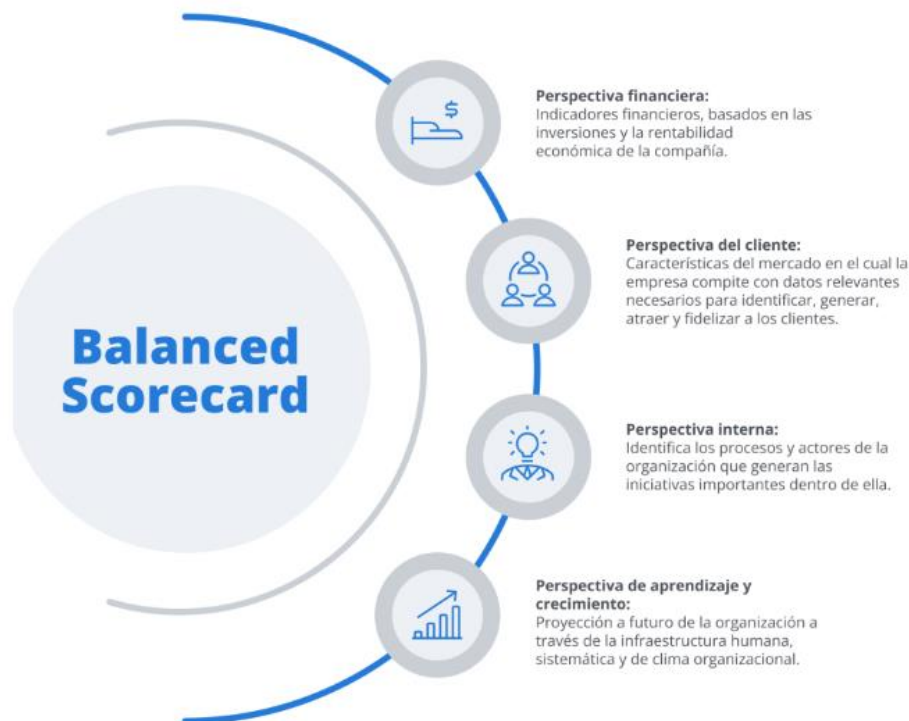 Balanced
Scorecard
$
Perspectiva financiera:
Indicadores financieros, basados en las
inversiones y la rentabilidad
económica de la compañía.
Perspectiva del cliente:
Características del mercado en el cual la
empresa compite con datos relevantes
necesarios para identificar, generar,
atraer y fidelizar a los clientes.
Perspectiva interna:
Identifica los procesos y actores de la
organización que generan las
iniciativas importantes dentro de ella.
Perspectiva de aprendizaje y
crecimiento:
Proyección a futuro de la organización a
través de la infraestructura humana,
sistemática y de clima organizacional.